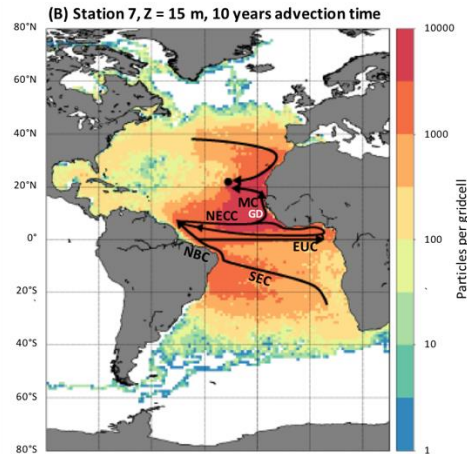 (B) Station 7, Z = 15 m, 10 years advection time
80°N
60°N
40°N
20°N
0°
20°S
40°S
60°S
80°S
MC
NECC
GD
EUC
NBC
SEC
10000
1000
100
10
1
Particles per gridcell